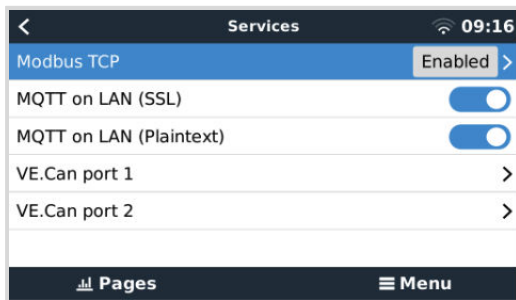 Services 09:16
Modbus TCP Enabled
MQTT on LAN (SSL)
MQTT on LAN (Plaintext)
VE.Can port 1
VE.Can port 2
Pages Menu